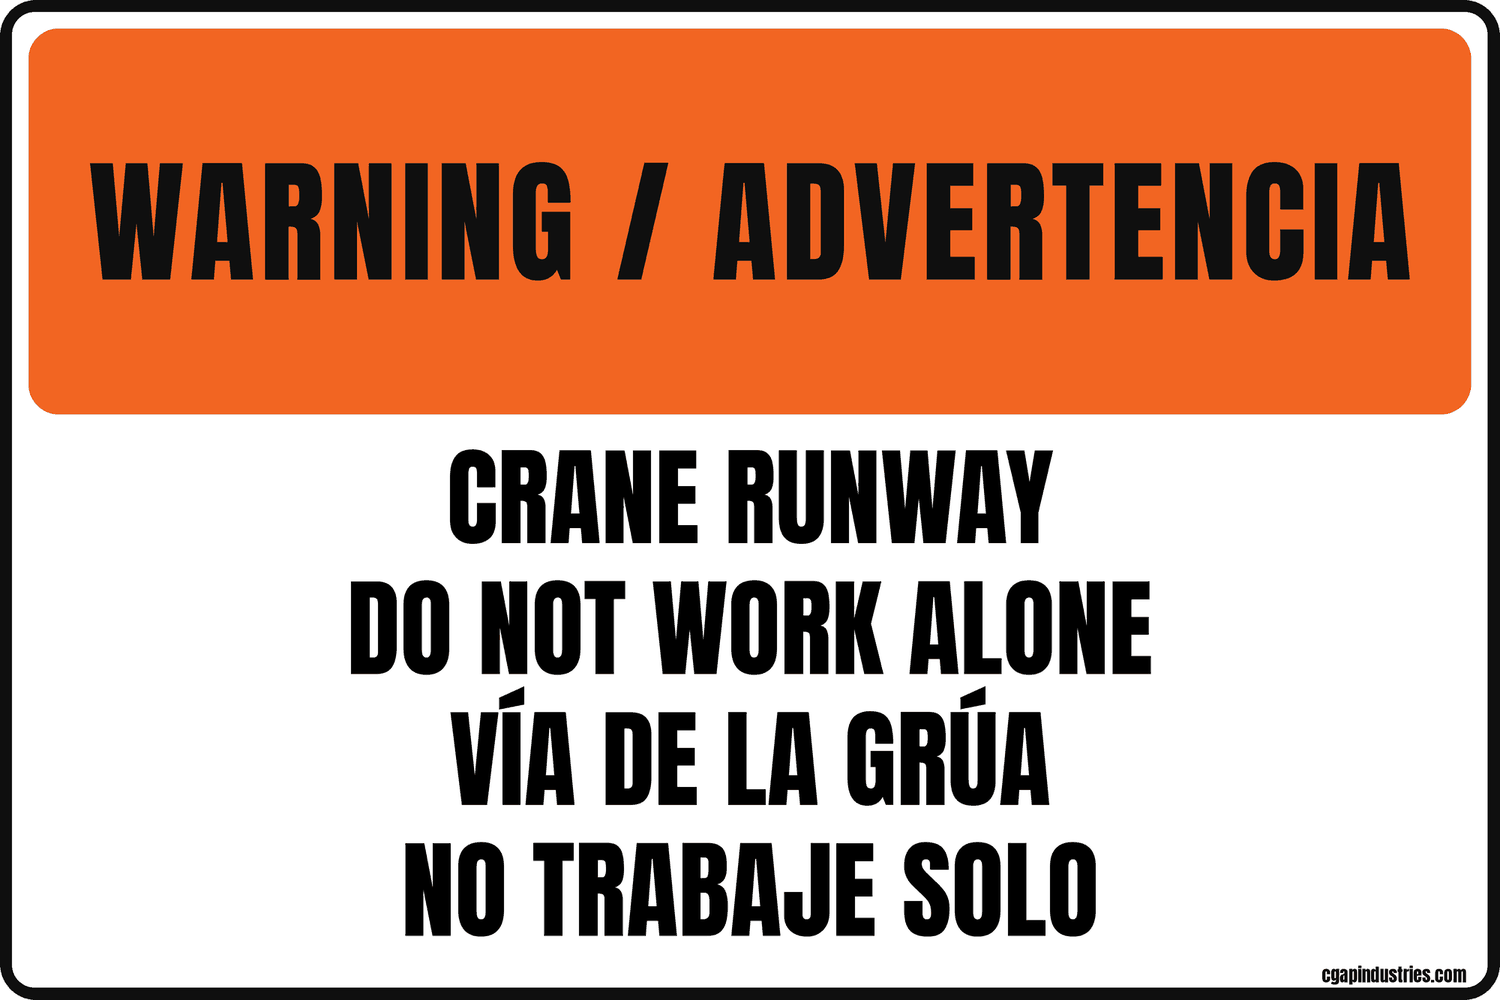 WARNING / ADVERTENCIA
CRANE RUNWAY
DO NOT WORK ALONE
VÍA DE LA GRÚA
NO TRABAJE SOLO
cgapindustries.com